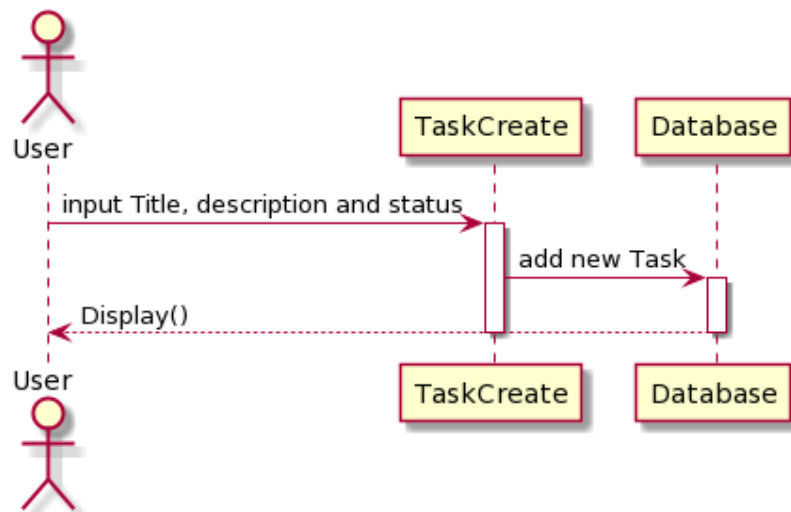 User
TaskCreate
Database
input Title, description and status
add new Task
Display()
User
TaskCreate
Database